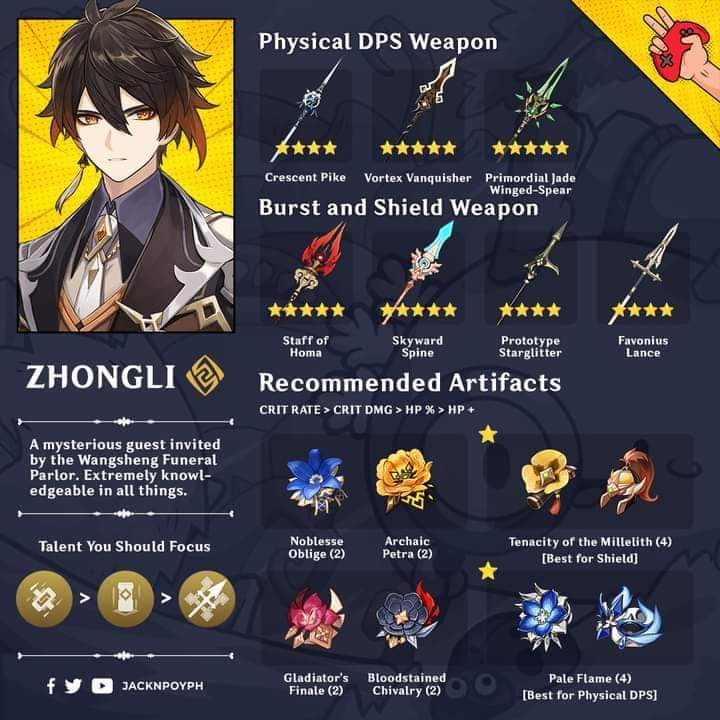 Physical DPS Weapon
Crescent Pike
Vortex Vanquisher
Primordial Jade
Winged-Spear
Burst and Shield Weapon
Staff of
Homa
Skyward
Spine
Prototype
Starglitter
Favonius
Lance
ZHONGLI
A mysterious guest invited
by the Wangsheng Funeral
Parlor. Extremely knowl-
edgeable in all things.
Talent You Should Focus
> >
JACKNPOYPH
Recommended Artifacts
CRIT RATE > CRIT DMG > HP % > HP +
Noblesse
Oblige (2)
Archaic
Petra (2)
Tenacity of the Millelith (4)
[Best for Shield]
Gladiator's
Finale (2)
Bloodstained
Chivalry (2)
Pale Flame (4)
[Best for Physical DPS]